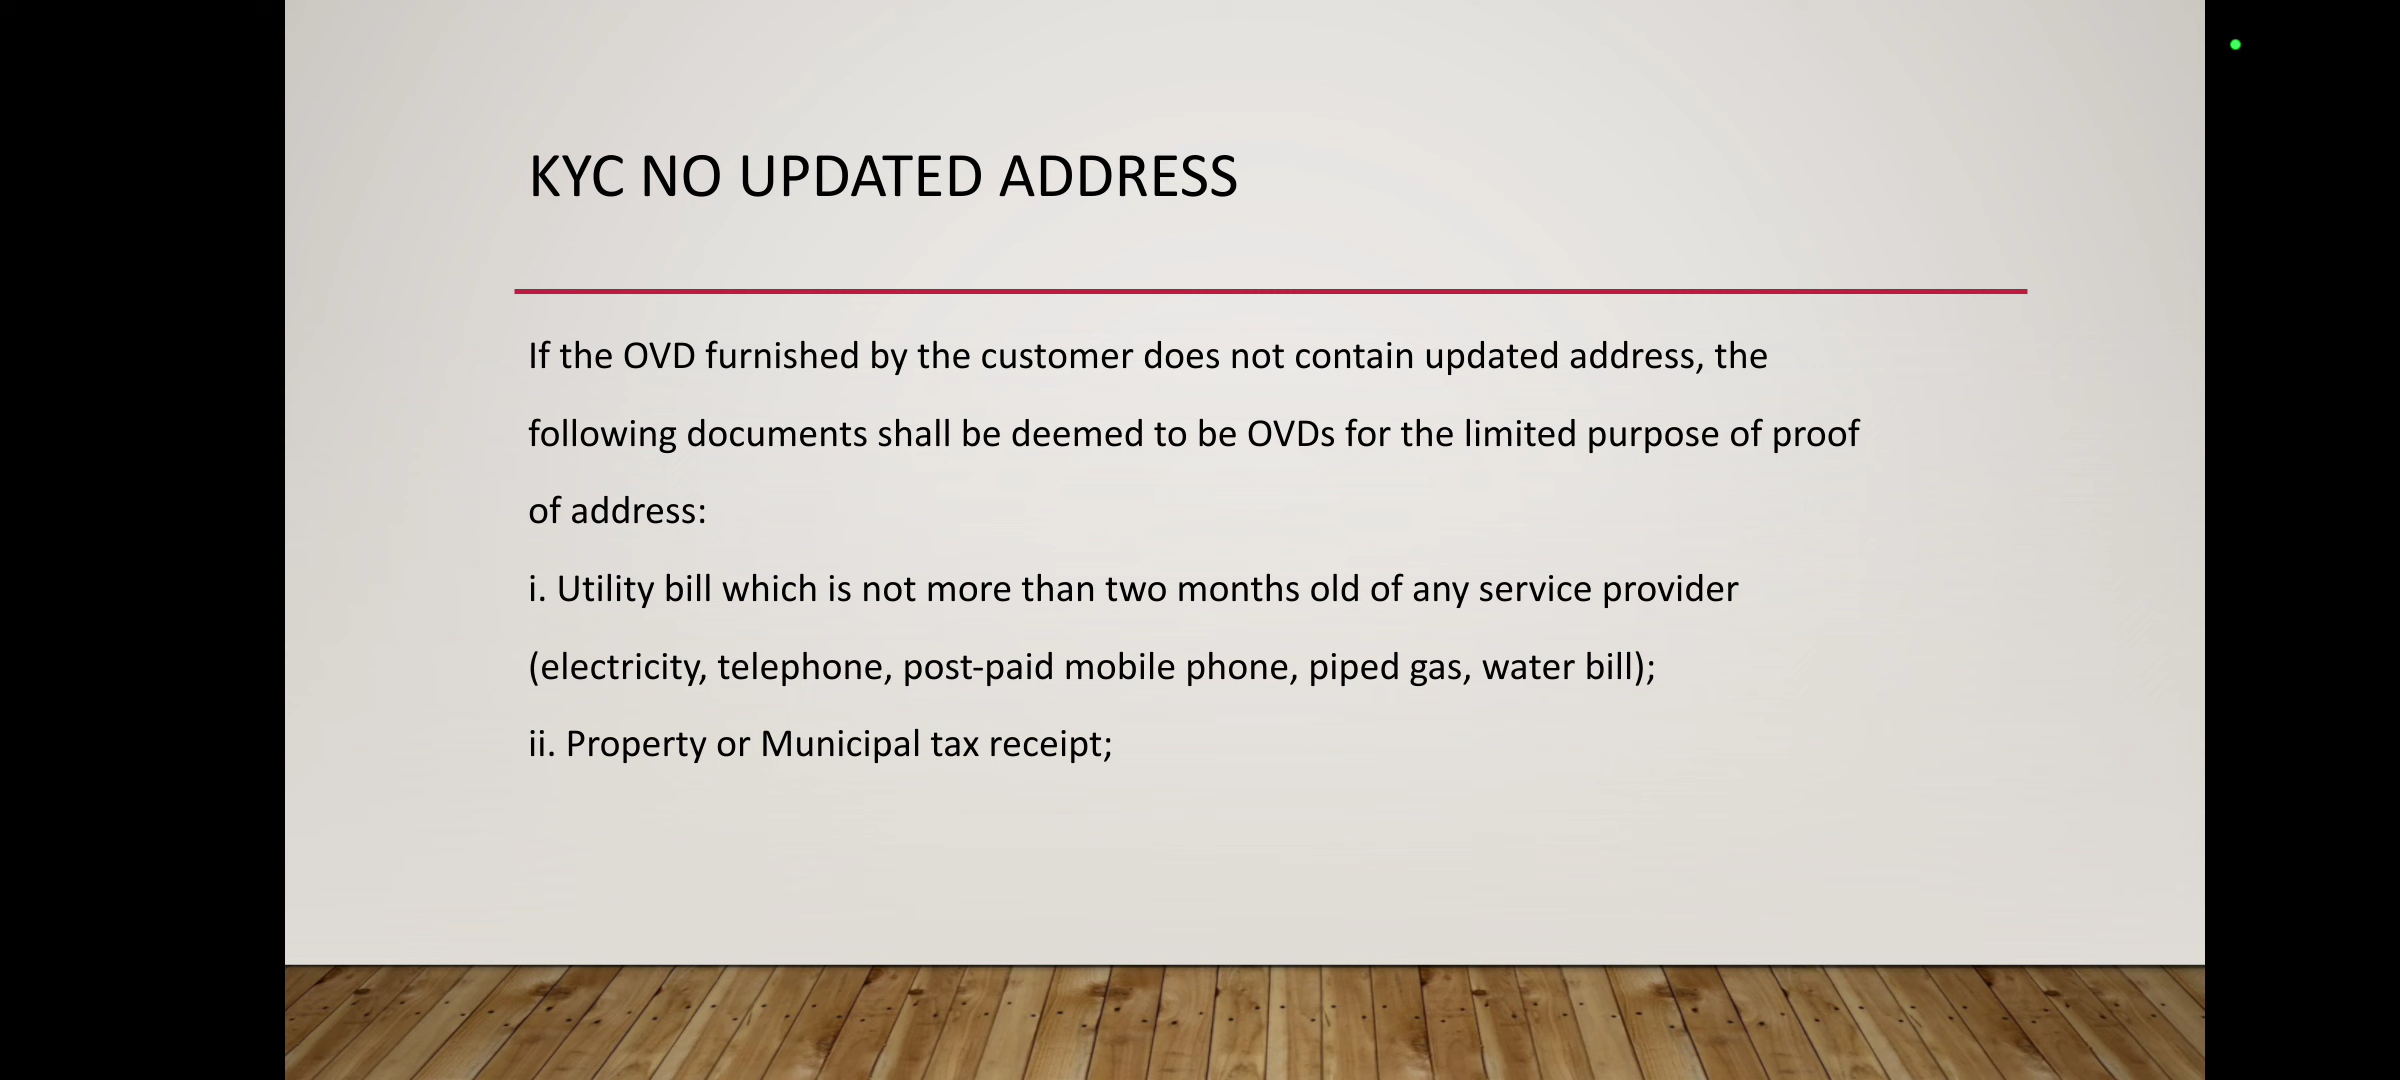 KYC NO UPDATED ADDRESS
If the OVD furnished by the customer does not contain updated address, the
following documents shall be deemed to be OVDs for the limited purpose of proof
of address:
i. Utility bill which is not more than two months old of any service provider
(electricity, telephone, post-paid mobile phone, piped gas, water bill);
ii. Property or Municipal tax receipt;